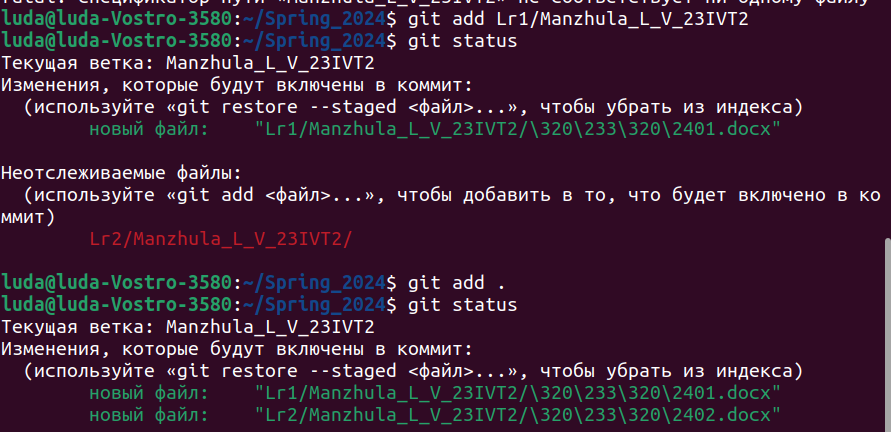 luda@luda-Vostro-3580:~/Spring_2024$ git add Lr1/Manzhula_L_V_23IVT2
luda@luda-Vostro-3580:~/Spring_2024$ git status
Текущая ветка: Manzhula_L_V_23IVT2
Изменения, которые будут включены в коммит:
  (используйте «git restore --staged <файл>...», чтобы убрать из индекса)
        новый файл:    "Lr1/Manzhula_L_V_23IVT2/\320\233\320\2401.docx"

Неотслеживаемые файлы:
  (используйте «git add <файл>...», чтобы добавить в то, что будет включено в ко
ммит)
        Lr2/Manzhula_L_V_23IVT2/

luda@luda-Vostro-3580:~/Spring_2024$ git add .
luda@luda-Vostro-3580:~/Spring_2024$ git status
Текущая ветка: Manzhula_L_V_23IVT2
Изменения, которые будут включены в коммит:
  (используйте «git restore --staged <файл>...», чтобы убрать из индекса)
        новый файл:    "Lr1/Manzhula_L_V_23IVT2/\320\233\320\2401.docx"
        новый файл:    "Lr2/Manzhula_L_V_23IVT2/\320\233\320\2402.docx"